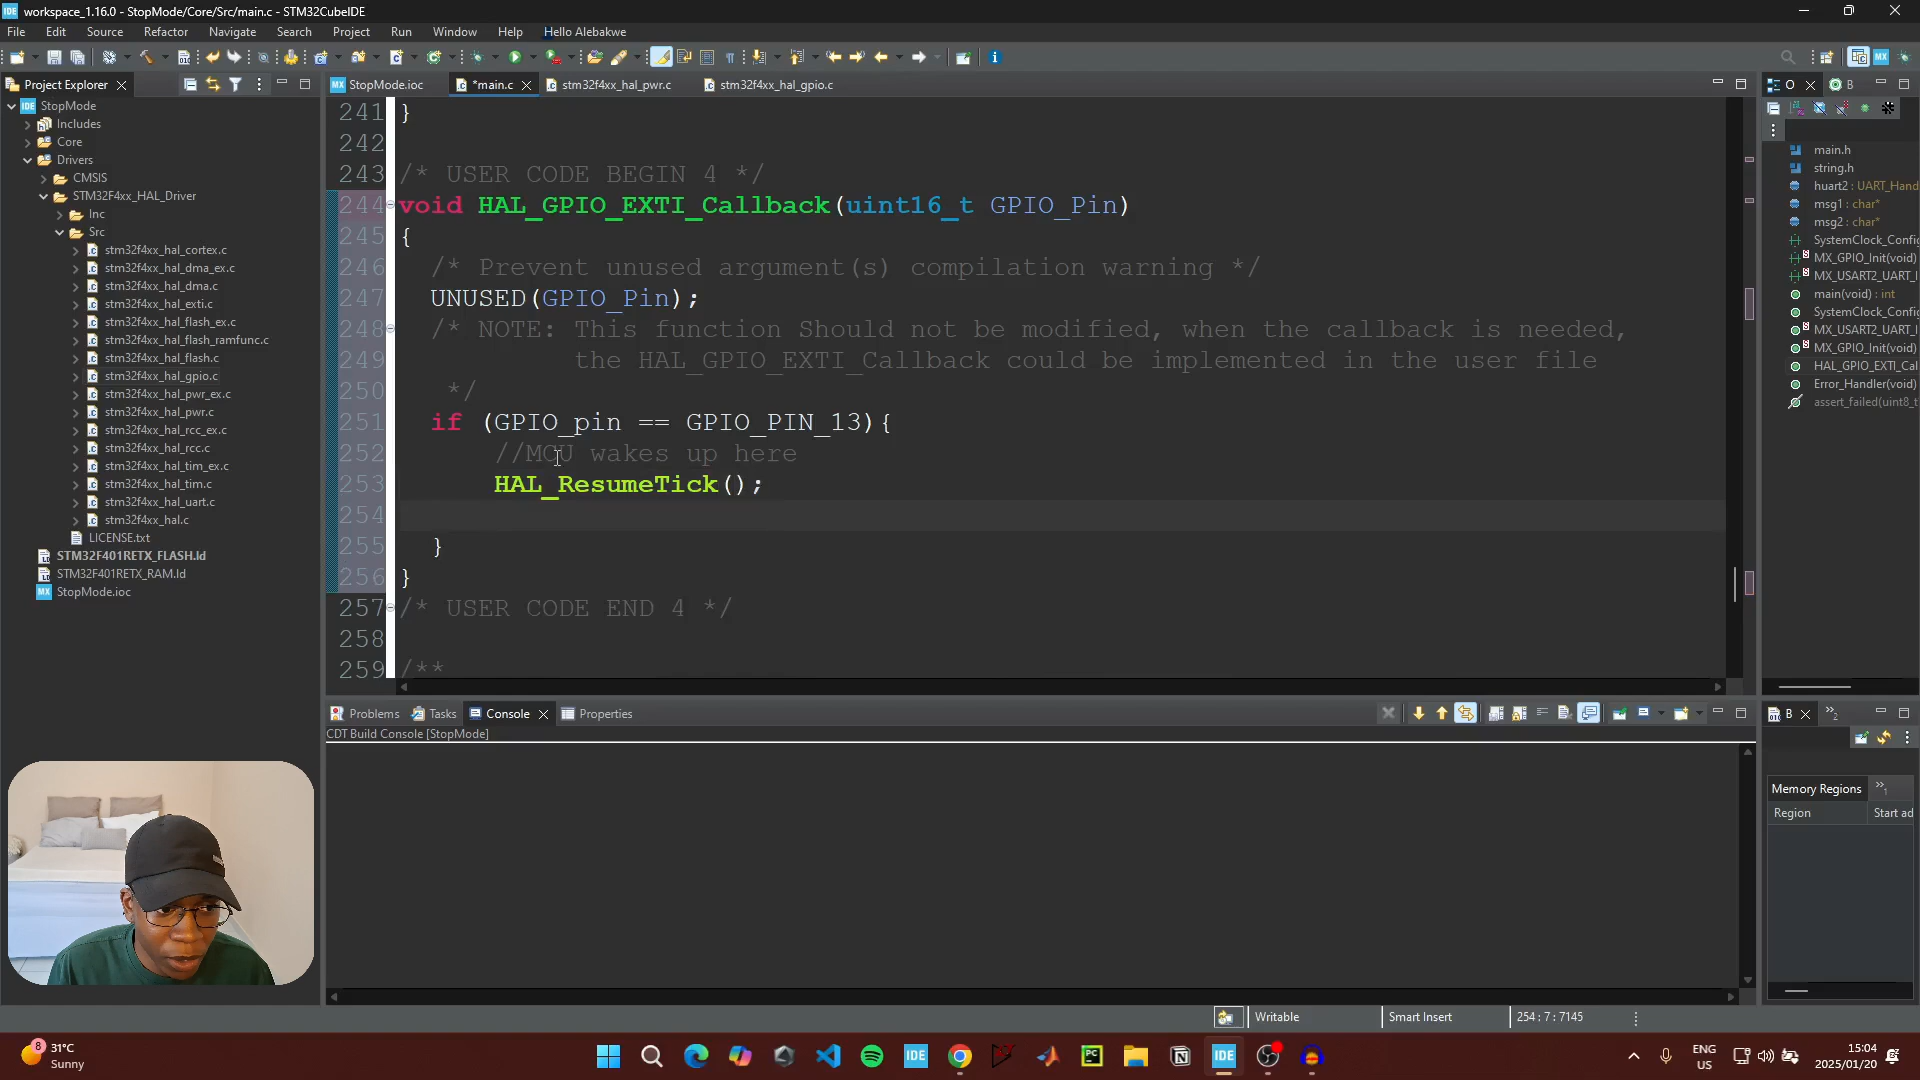 workspace_1.16.0 - StopMode/Core/Src/main.c - STM32CubeIDE
File Edit Source Refactor Navigate Search Project Run Window Help Hello Alebakwe
Project Explorer
StopMode.ioc
*main.c
stm32f4xx_hal_pwr.c
stm32f4xx_hal_gpio.c
O
B
StopMode
Includes
Core
Drivers
CMSIS
STM32F4xx_HAL_Driver
Inc
Src
stm32f4xx_hal_cortex.c
stm32f4xx_hal_dma_ex.c
stm32f4xx_hal_dma.c
stm32f4xx_hal_exti.c
stm32f4xx_hal_flash_ex.c
stm32f4xx_hal_flash_ramfunc.c
stm32f4xx_hal_flash.c
stm32f4xx_hal_gpio.c
stm32f4xx_hal_pwr_ex.c
stm32f4xx_hal_pwr.c
stm32f4xx_hal_rcc_ex.c
stm32f4xx_hal_rcc.c
stm32f4xx_hal_tim_ex.c
stm32f4xx_hal_tim.c
stm32f4xx_hal_uart.c
stm32f4xx_hal.c
LICENSE.txt
STM32F401RETX_FLASH.ld
STM32F401RETX_RAM.ld
StopMode.ioc
241 }
242
243 /* USER CODE BEGIN 4 */
244 void HAL_GPIO_EXTI_Callback(uint16_t GPIO_Pin)
245 {
246 /* Prevent unused argument(s) compilation warning */
247 UNUSED(GPIO_Pin);
248 /* NOTE: This function Should not be modified, when the callback is needed,
249 the HAL_GPIO_EXTI_Callback could be implemented in the user file
250 */
251 if (GPIO_pin == GPIO_PIN_13){
252 //MCU wakes up here
253 HAL_ResumeTick();
254
255 }
256 }
257 /* USER CODE END 4 */
258
259 /**
main.h
string.h
huart2 : UART_Hand
msg1 : char*
msg2 : char*
SystemClock_Config
MX_GPIO_Init(void)
MX_USART2_UART_I
main(void) : int
SystemClock_Config
MX_USART2_UART_I
MX_GPIO_Init(void)
HAL_GPIO_EXTI_Cal
Error_Handler(void)
assert_failed(uint8_t
Problems
Tasks
Console
Properties
CDT Build Console [StopMode]
B
Memory Regions
Region Start ad
Writable
Smart Insert
254 : 7 : 7145
8
31°C
Sunny
ENG
US
15:04
2025/01/20